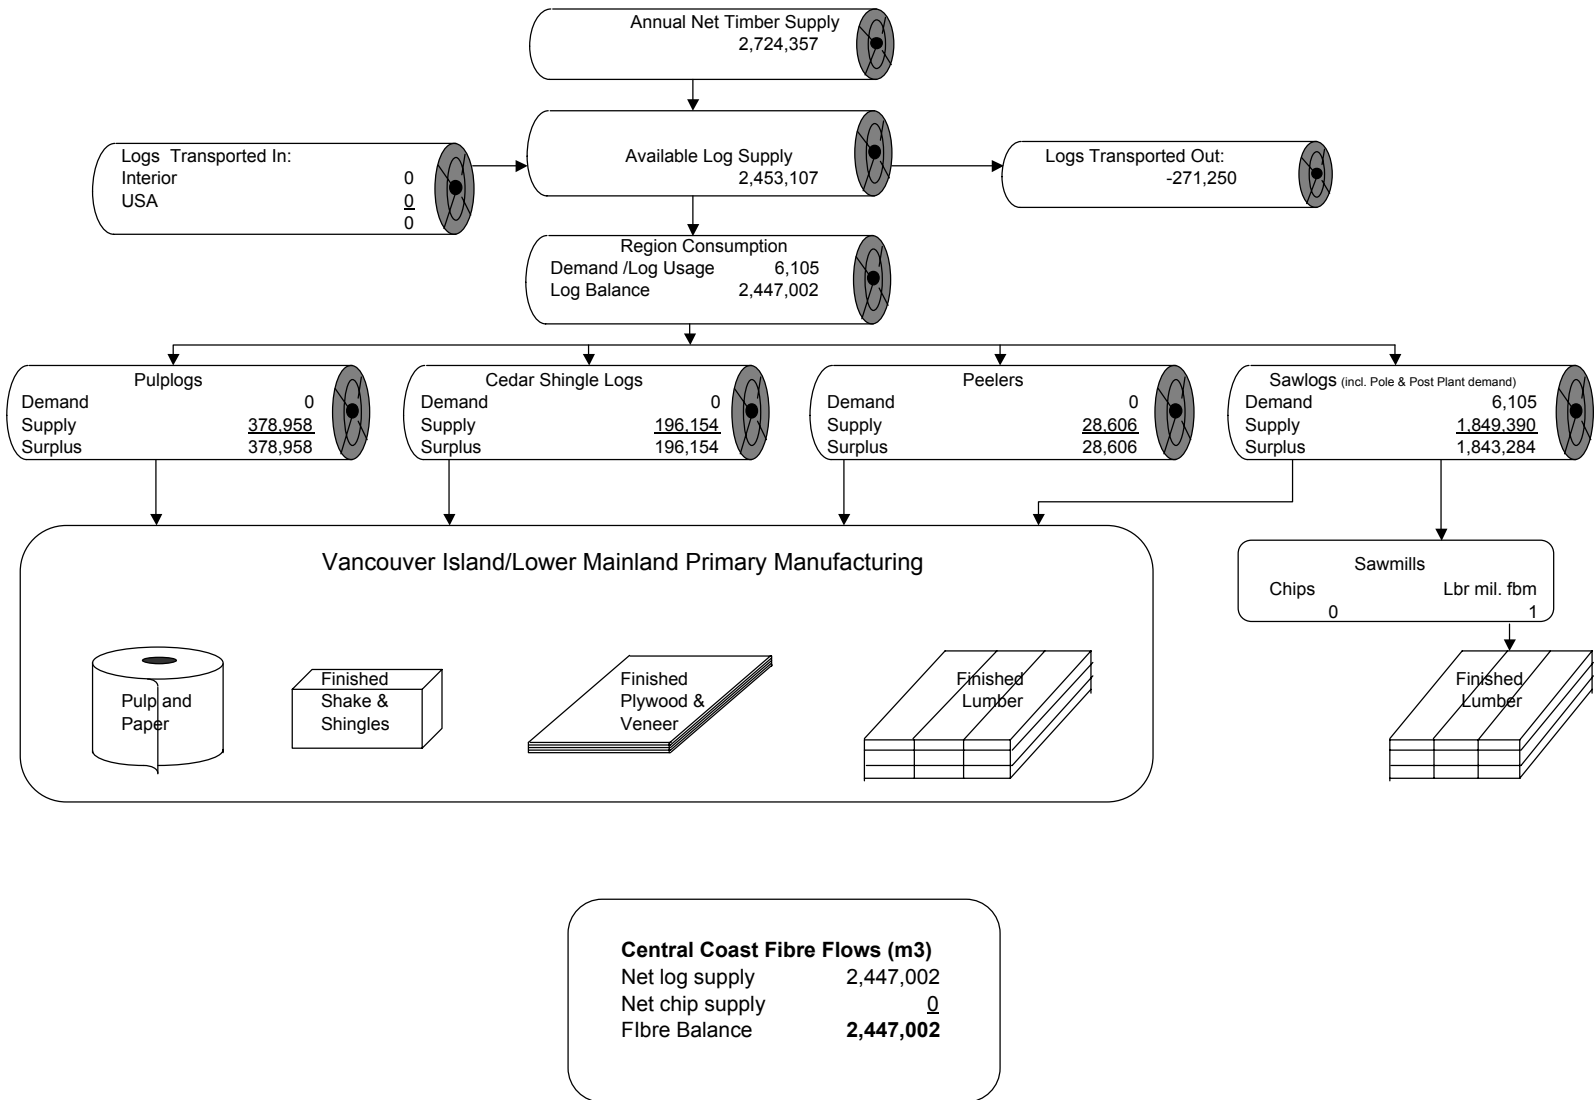 Annual Net Timber Supply
2,724,357
Logs Transported In:
Interior 0
USA 0
0
Available Log Supply
2,453,107
Logs Transported Out:
-271,250
Region Consumption
Demand /Log Usage 6,105
Log Balance 2,447,002
Pulplogs
Demand 0
Supply 378,958
Surplus 378,958
Cedar Shingle Logs
Demand 0
Supply 196,154
Surplus 196,154
Peelers
Demand 0
Supply 28,606
Surplus 28,606
Sawlogs (incl. Pole & Post Plant demand)
Demand 6,105
Supply 1,849,390
Surplus 1,843,284
Vancouver Island/Lower Mainland Primary Manufacturing
Sawmills
Chips Lbr mil. fbm
0 1
Pulp and
Paper
Finished
Shake &
Shingles
Finished
Plywood &
Veneer
Finished
Lumber
Finished
Lumber
Central Coast Fibre Flows (m3)
Net log supply 2,447,002
Net chip supply 0
FIbre Balance 2,447,002